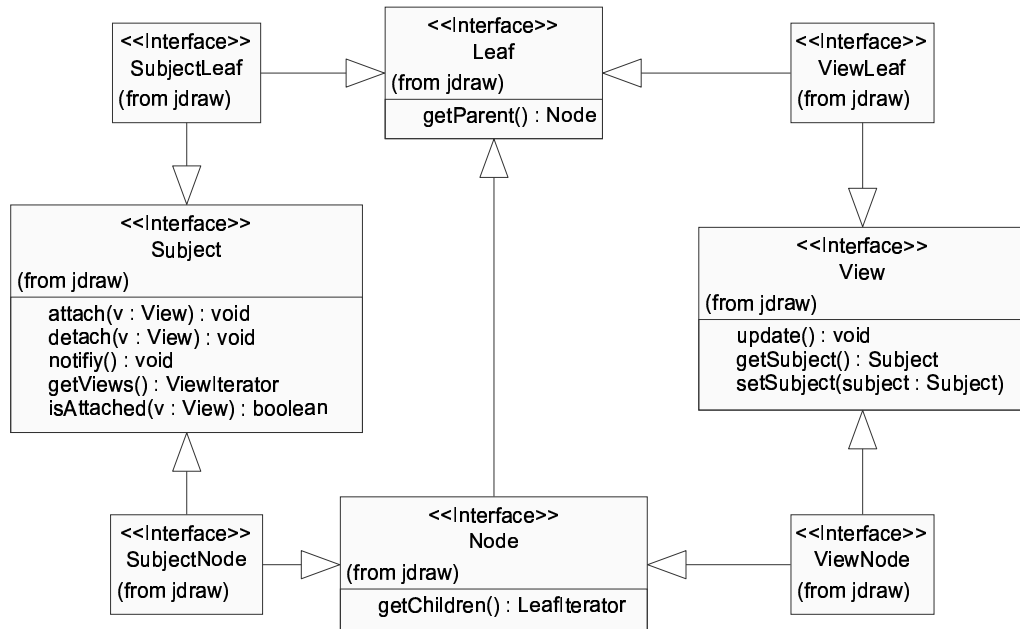 <<Interface>>
SubjectLeaf
(from jdraw)
<<Interface>>
Leaf
(from jdraw)
getParent() : Node
<<Interface>>
ViewLeaf
(from jdraw)
<<Interface>>
Subject
(from jdraw)
attach(v : View) : void
detach(v : View) : void
notifiy() : void
getViews() : ViewIterator
isAttached(v : View) : boolean
<<Interface>>
View
(from jdraw)
update() : void
getSubject() : Subject
setSubject(subject : Subject)
<<Interface>>
SubjectNode
(from jdraw)
<<Interface>>
Node
(from jdraw)
getChildren() : LeafIterator
<<Interface>>
ViewNode
(from jdraw)